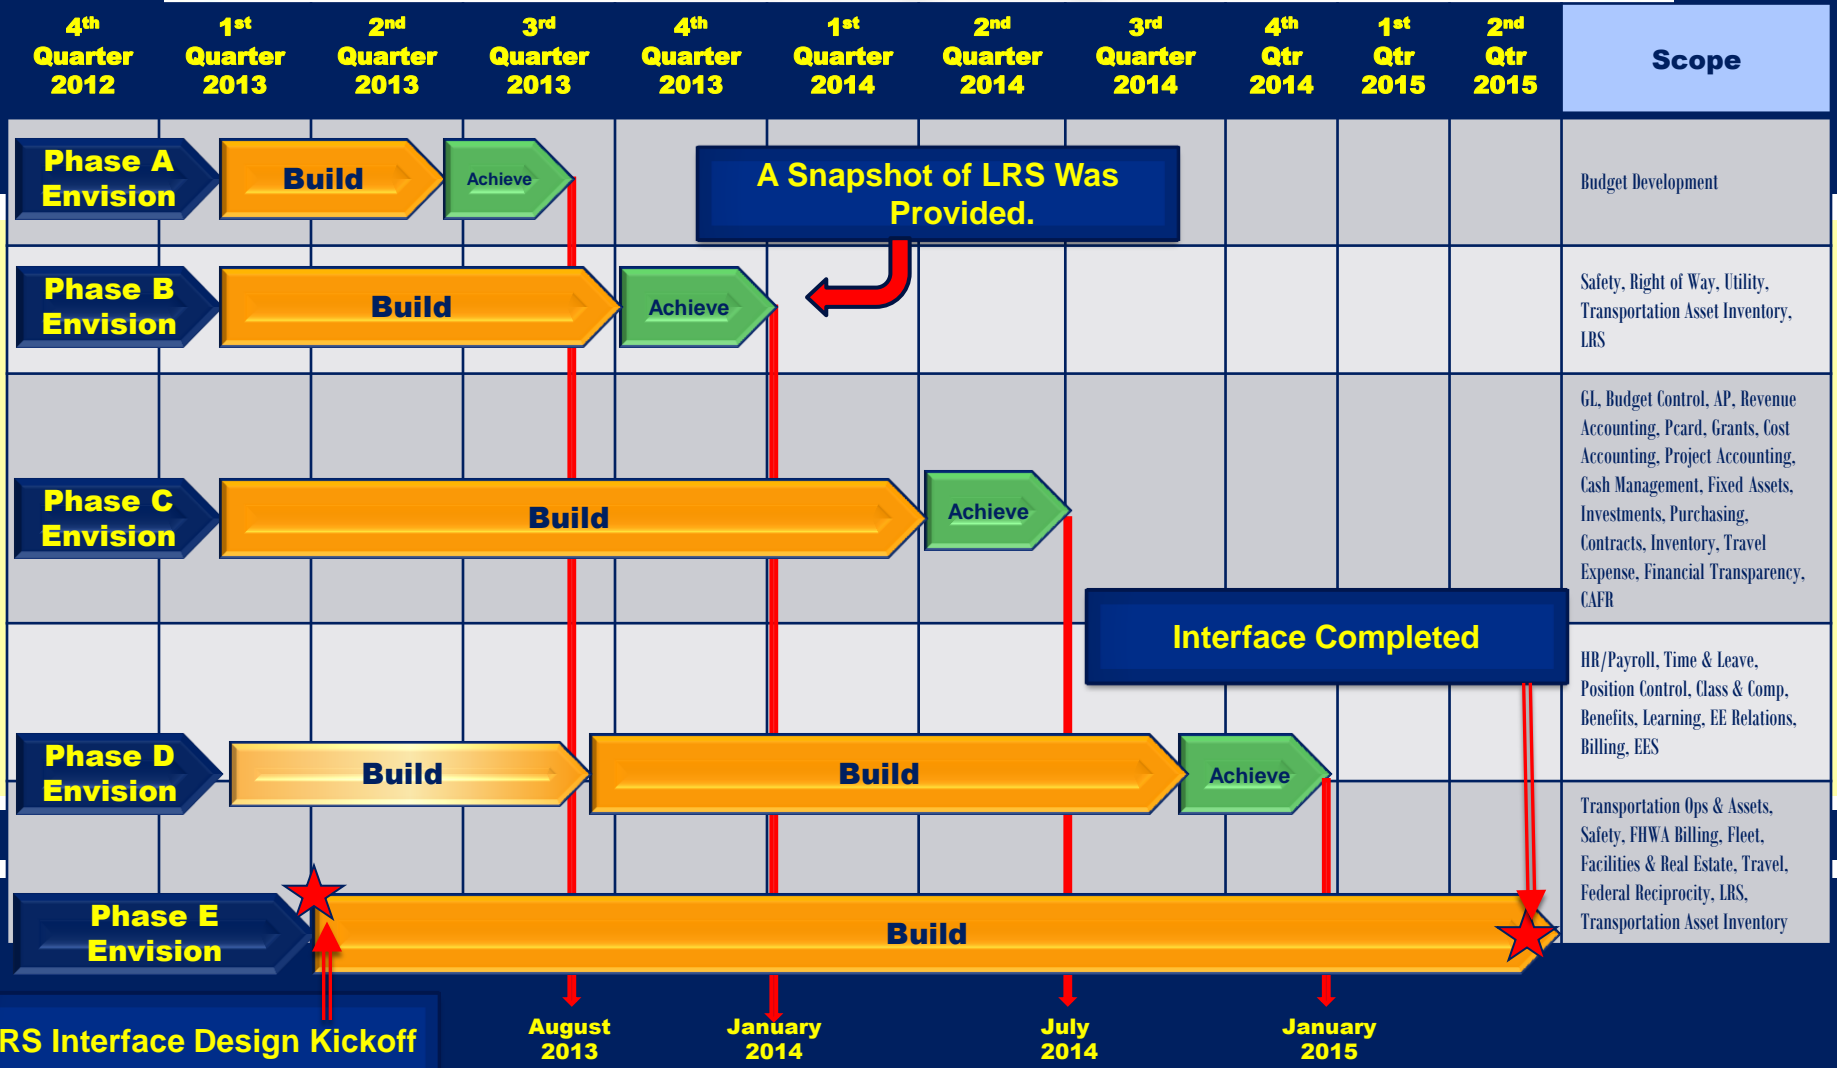 4th Quarter 2012
1st Quarter 2013
2nd Quarter 2013
3rd Quarter 2013
4th Quarter 2013
1st Quarter 2014
2nd Quarter 2014
3rd Quarter 2014
4th Qtr 2014
1st Qtr 2015
2nd Qtr 2015
Scope
Phase A
Envision
Build
Achieve
A Snapshot of LRS Was
Provided.
Budget Development
Phase B
Envision
Build
Achieve
Safety, Right of Way, Utility,
Transportation Asset Inventory,
LRS
Phase C
Envision
Build
Achieve
GL, Budget Control, AP, Revenue
Accounting, Pcard, Grants, Cost
Accounting, Project Accounting,
Cash Management, Fixed Assets,
Investments, Purchasing,
Contracts, Inventory, Travel
Expense, Financial Transparency,
CAFR
Interface Completed
Phase D
Envision
Build
Build
Achieve
HR/Payroll, Time & Leave,
Position Control, Class & Comp,
Benefits, Learning, EE Relations,
Billing, EES
Phase E
Envision
Build
Transportation Ops & Assets,
Safety, FHWA Billing, Fleet,
Facilities & Real Estate, Travel,
Federal Reciprocity, LRS,
Transportation Asset Inventory
RS Interface Design Kickoff
August
2013
January
2014
July
2014
January
2015